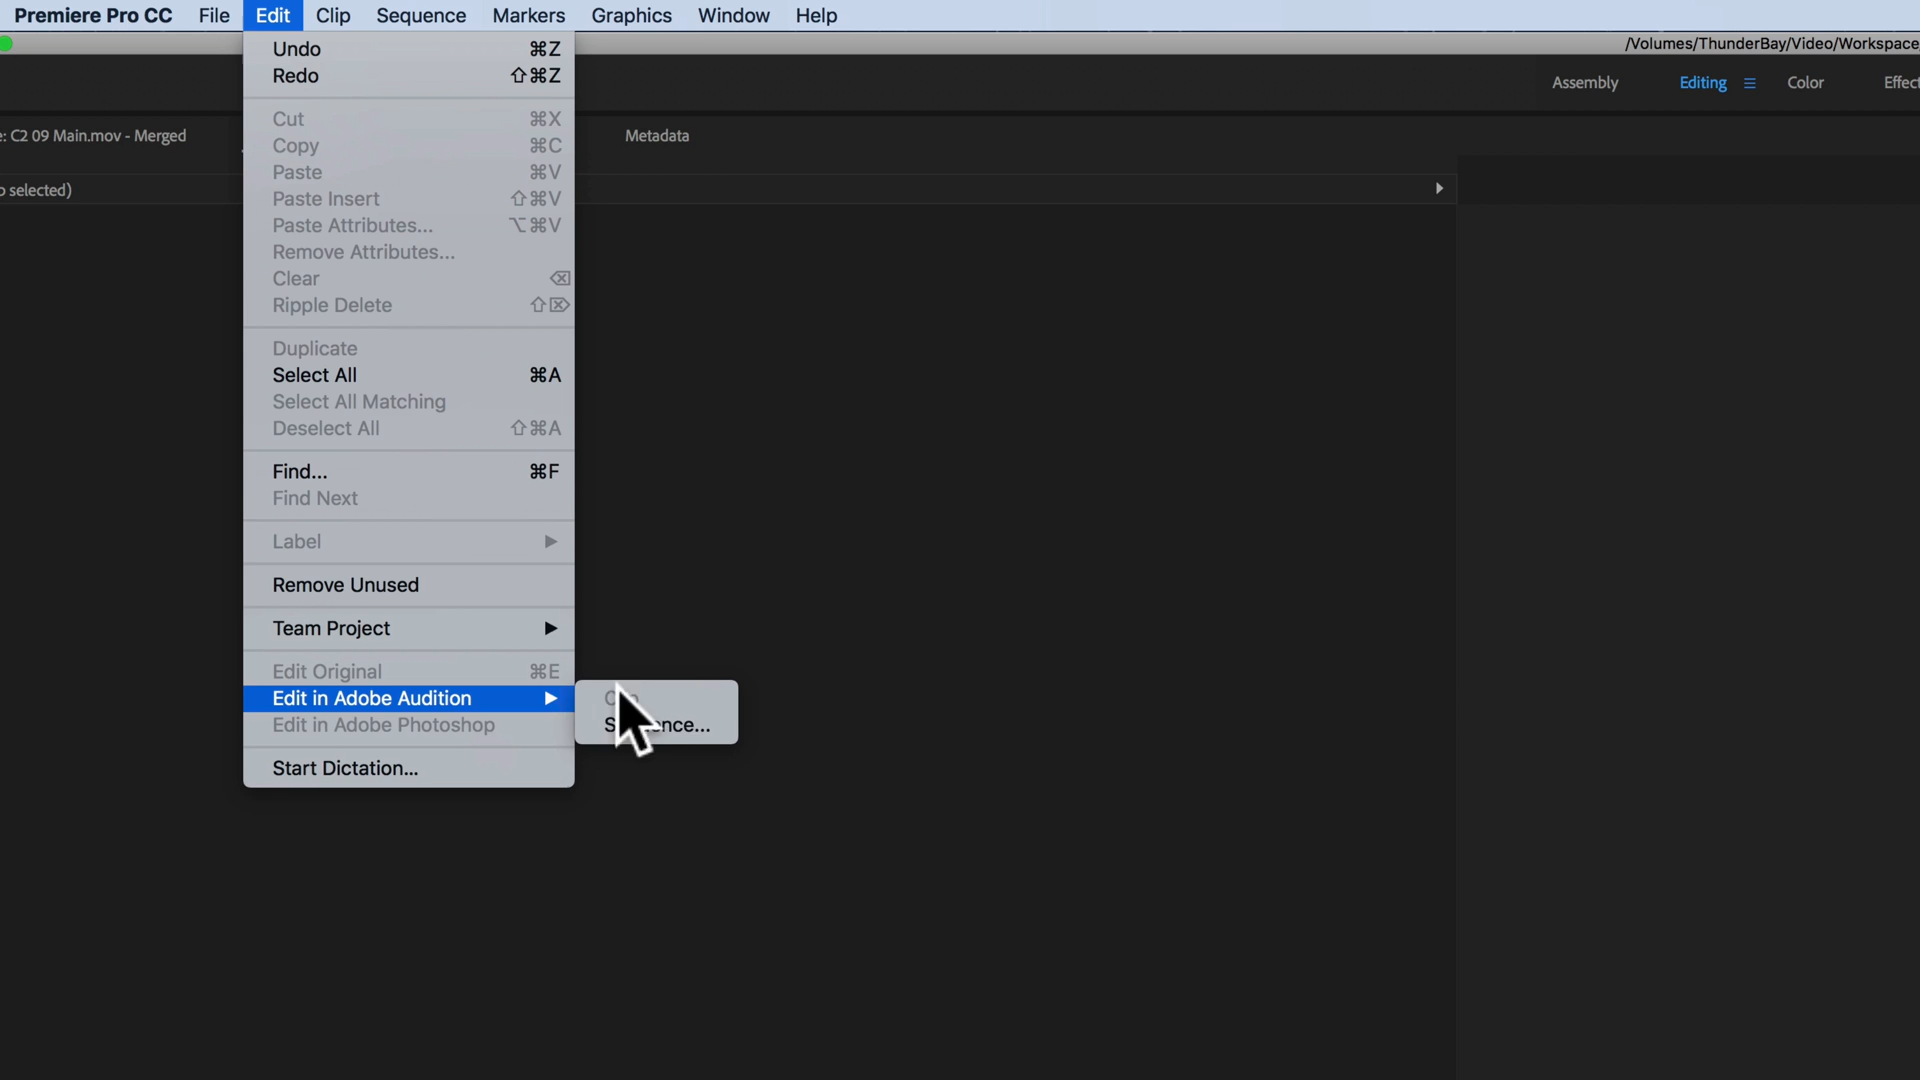 Premiere Pro CC File Edit Clip Sequence Markers Graphics Window Help
/Volumes/ThunderBay/Video/Workspace
Assembly Editing Color Effect
e: C2 09 Main.mov - Merged
Metadata
selected)
Undo ⌘Z
Redo ⇧⌘Z
Cut ⌘X
Copy ⌘C
Paste ⌘V
Paste Insert ⇧⌘V
Paste Attributes... ⌥⌘V
Remove Attributes...
Clear ⌫
Ripple Delete ⇧⌦
Duplicate
Select All ⌘A
Select All Matching
Deselect All ⇧⌘A
Find... ⌘F
Find Next
Label
Remove Unused
Team Project
Edit Original ⌘E
Edit in Adobe Audition
Edit in Adobe Photoshop
Start Dictation...